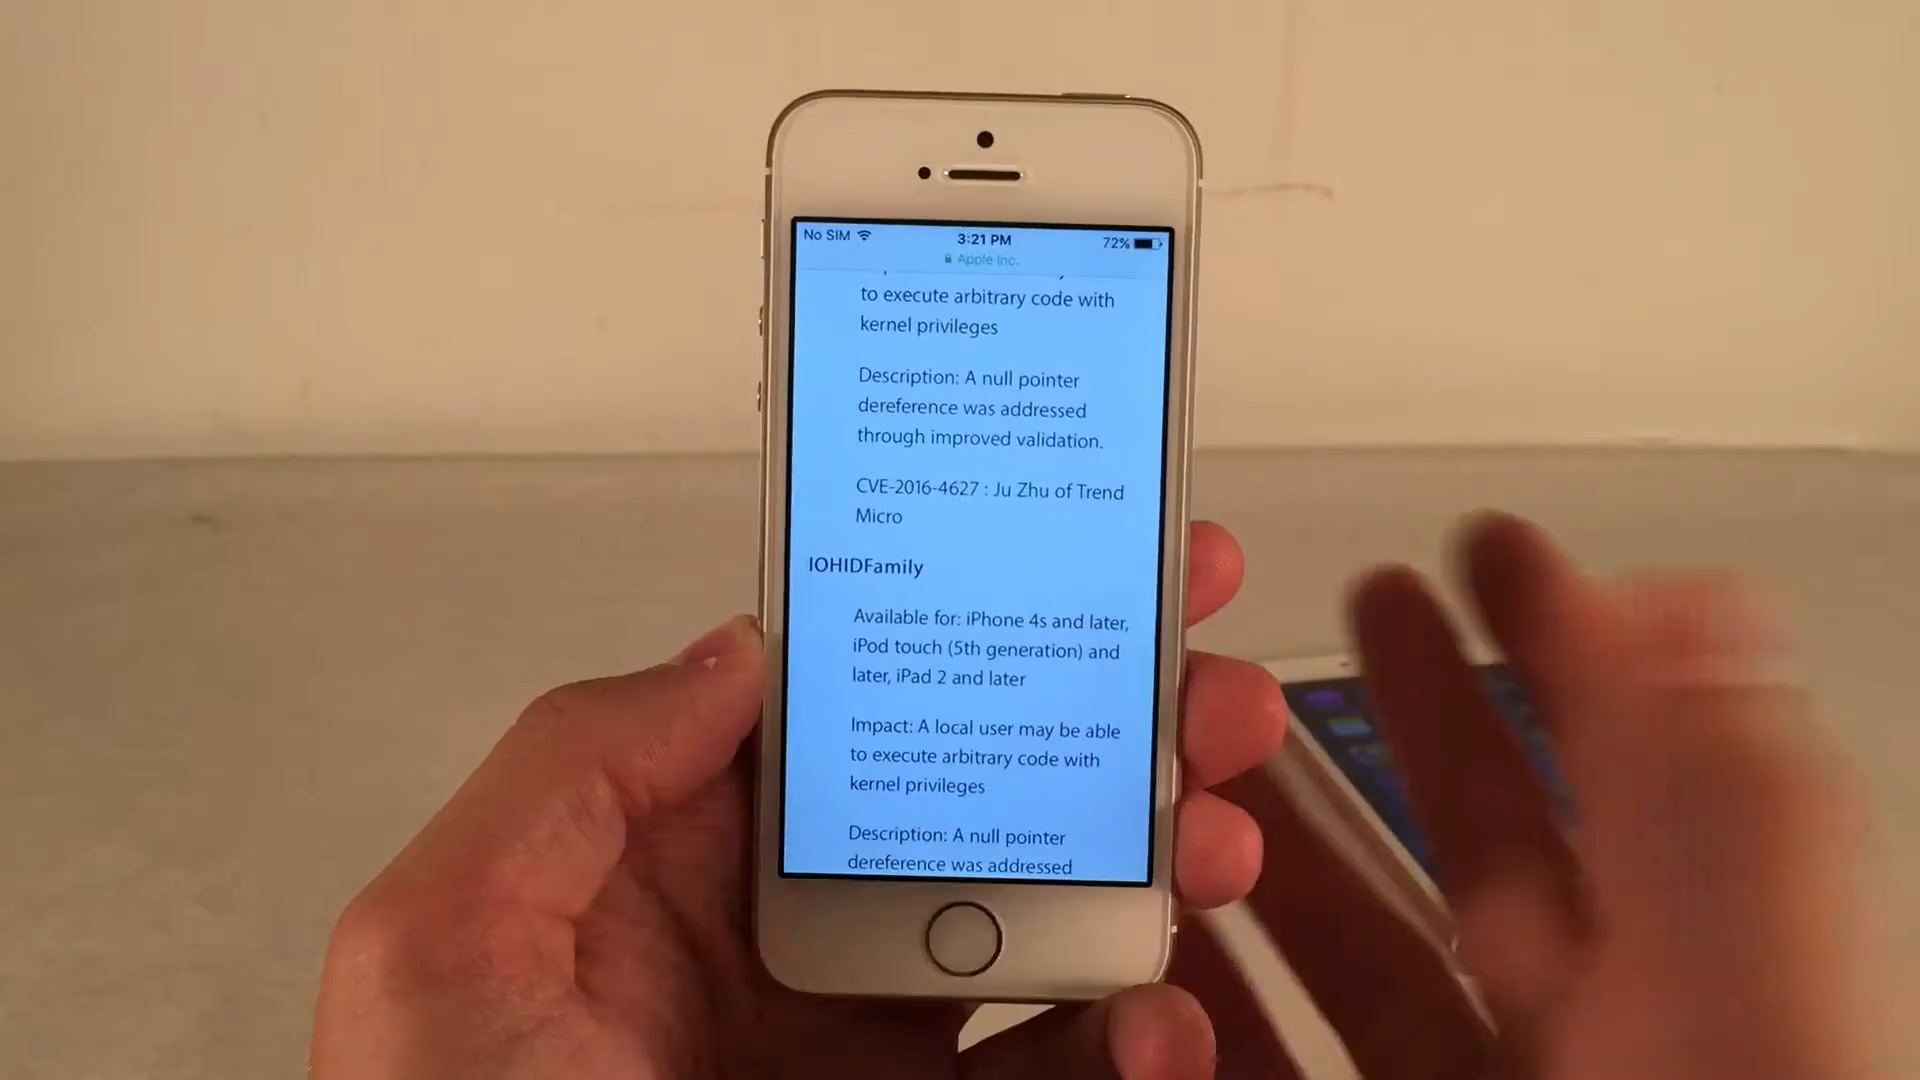 No SIM 3:21 PM 72%
Apple Inc.
to execute arbitrary code with
kernel privileges
Description: A null pointer
dereference was addressed
through improved validation.
CVE-2016-4627 : Ju Zhu of Trend
Micro
IOHIDFamily
Available for: iPhone 4s and later,
iPod touch (5th generation) and
later, iPad 2 and later
Impact: A local user may be able
to execute arbitrary code with
kernel privileges
Description: A null pointer
dereference was addressed